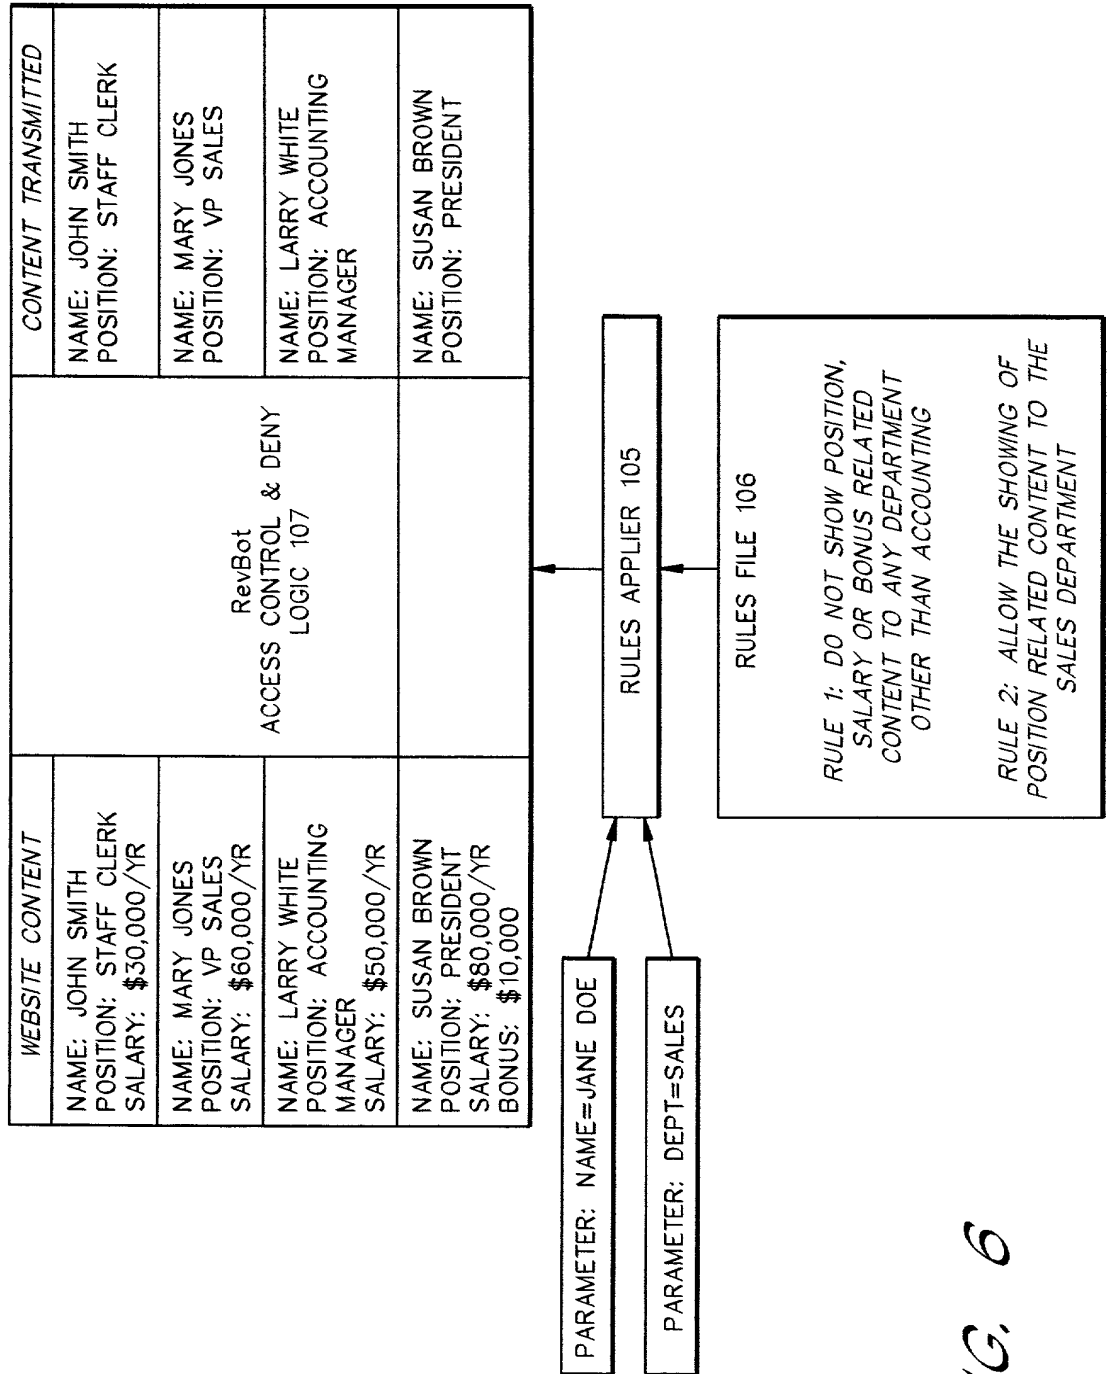 WEBSITE CONTENT
NAME: JOHN SMITH
POSITION: STAFF CLERK
SALARY: $30,000/YR
NAME: MARY JONES
POSITION: VP SALES
SALARY: $60,000/YR
NAME: LARRY WHITE
POSITION: ACCOUNTING
MANAGER
SALARY: $50,000/YR
NAME: SUSAN BROWN
POSITION: PRESIDENT
SALARY: $80,000/YR
BONUS: $10,000
RevBot
ACCESS CONTROL & DENY
LOGIC 107
CONTENT TRANSMITTED
NAME: JOHN SMITH
POSITION: STAFF CLERK
NAME: MARY JONES
POSITION: VP SALES
NAME: LARRY WHITE
POSITION: ACCOUNTING
MANAGER
NAME: SUSAN BROWN
POSITION: PRESIDENT
PARAMETER: NAME=JANE DOE
PARAMETER: DEPT=SALES
RULES APPLIER 105
RULES FILE 106
RULE 1: DO NOT SHOW POSITION,
SALARY OR BONUS RELATED
CONTENT TO ANY DEPARTMENT
OTHER THAN ACCOUNTING
RULE 2: ALLOW THE SHOWING OF
POSITION RELATED CONTENT TO THE
SALES DEPARTMENT
6